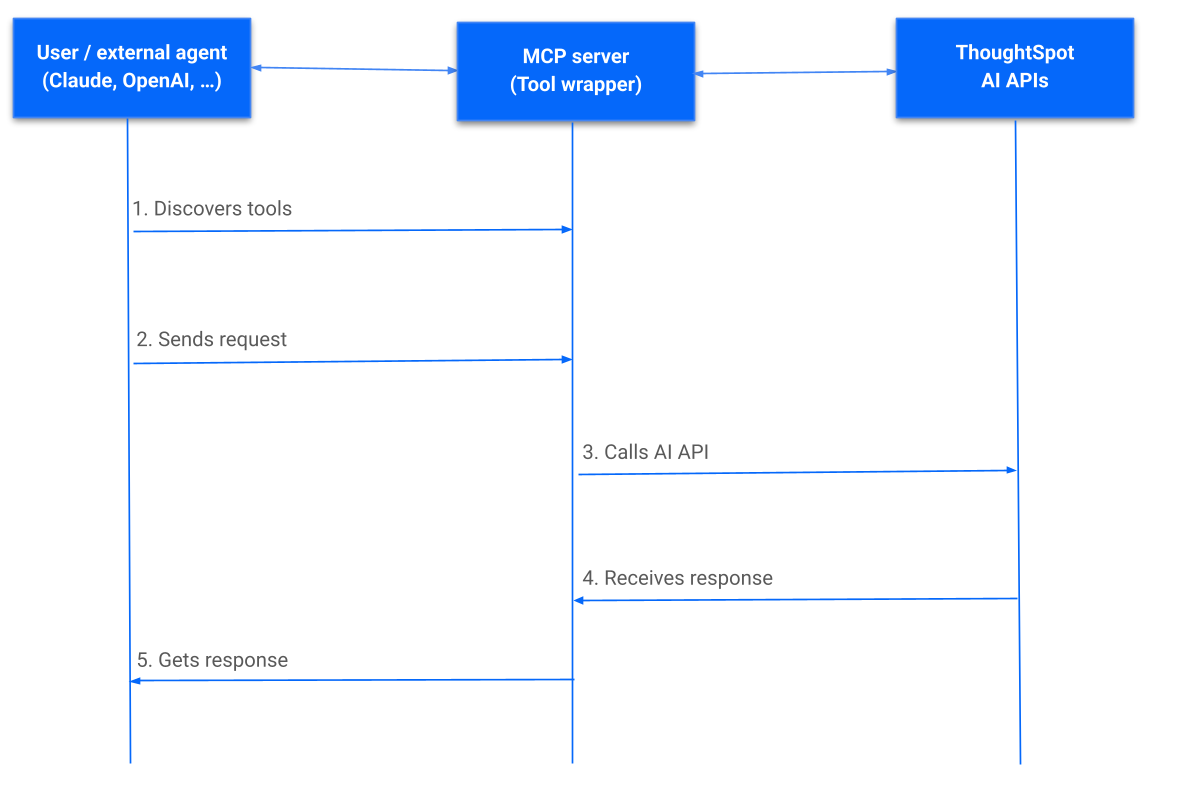 User / external agent
(Claude, OpenAI, ...)
MCP server
(Tool wrapper)
ThoughtSpot
AI APIs
1. Discovers tools
2. Sends request
3. Calls AI API
4. Receives response
5. Gets response